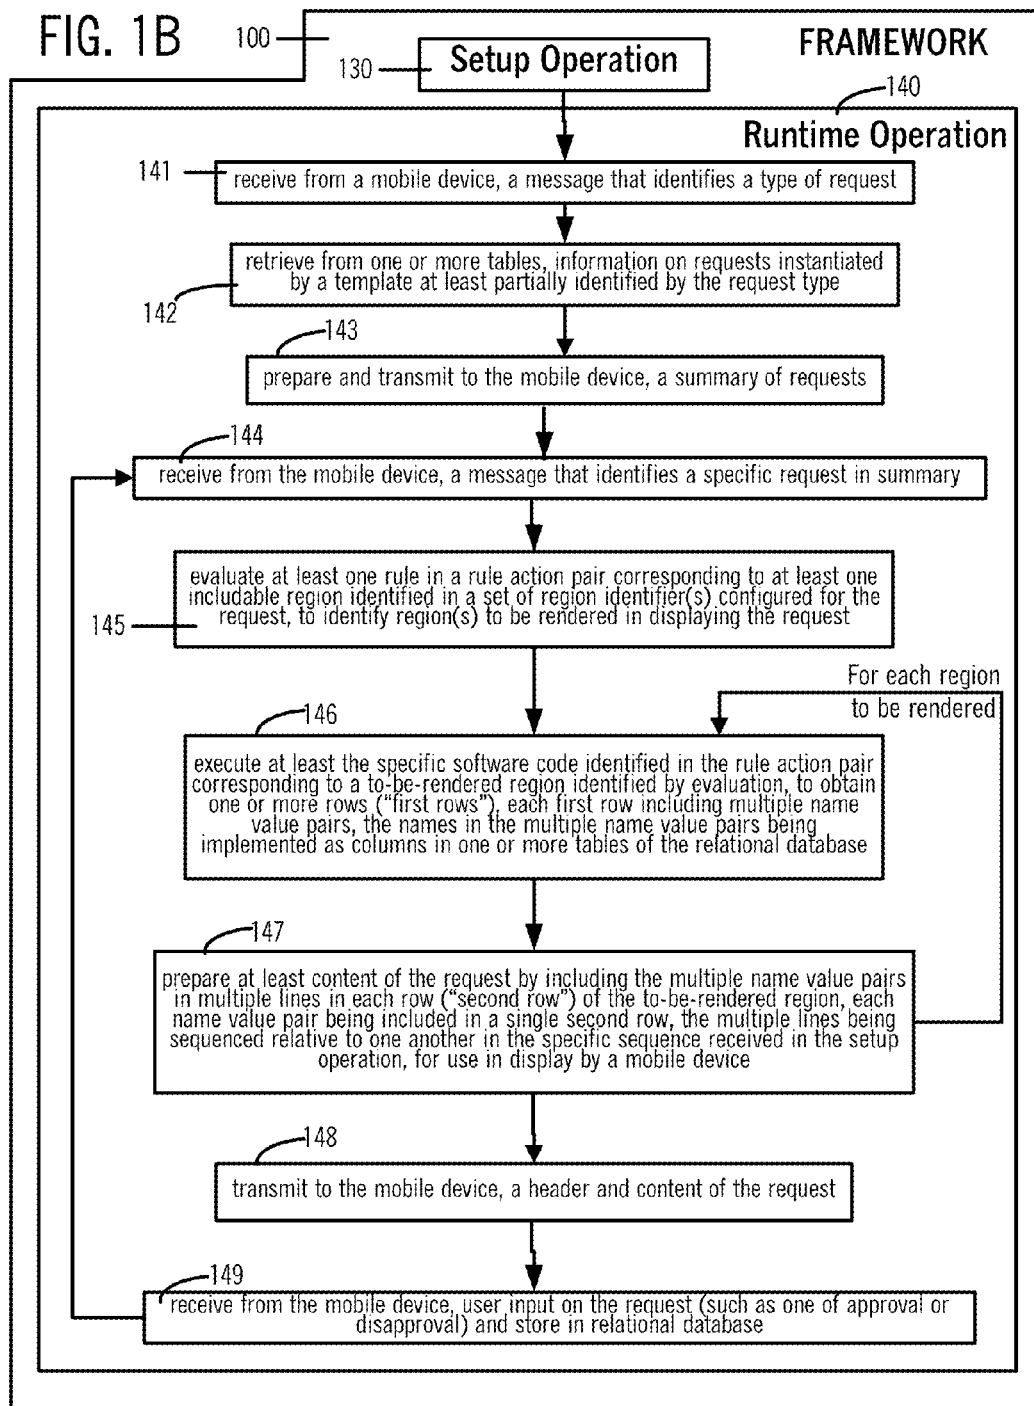 FIG. 1B
100
FRAMEWORK
130
Setup Operation
140
Runtime Operation
141
receive from a mobile device, a message that identifies a type of request
retrieve from one or more tables, information on requests instantiated
by a template at least partially identified by the request type
142
143
prepare and transmit to the mobile device, a summary of requests
144
receive from the mobile device, a message that identifies a specific request in summary
evaluate at least one rule in a rule action pair corresponding to at least one
includable region identified in a set of region identifier(s) configured for the
request, to identify region(s) to be rendered in displaying the request
145
For each region
to be rendered
146
execute at least the specific software code identified in the rule action pair
corresponding to a to-be-rendered region identified by evaluation, to obtain
one or more rows (“first rows”), each first row including multiple name
value pairs, the names in the multiple name value pairs being
implemented as columns in one or more tables of the relational database
147
prepare at least content of the request by including the multiple name value pairs
in multiple lines in each row (“second row”) of the to-be-rendered region, each
name value pair being included in a single second row, the multiple lines being
sequenced relative to one another in the specific sequence received in the setup
operation, for use in display by a mobile device
148
transmit to the mobile device, a header and content of the request
149
receive from the mobile device, user input on the request (such as one of approval or
disapproval) and store in relational database